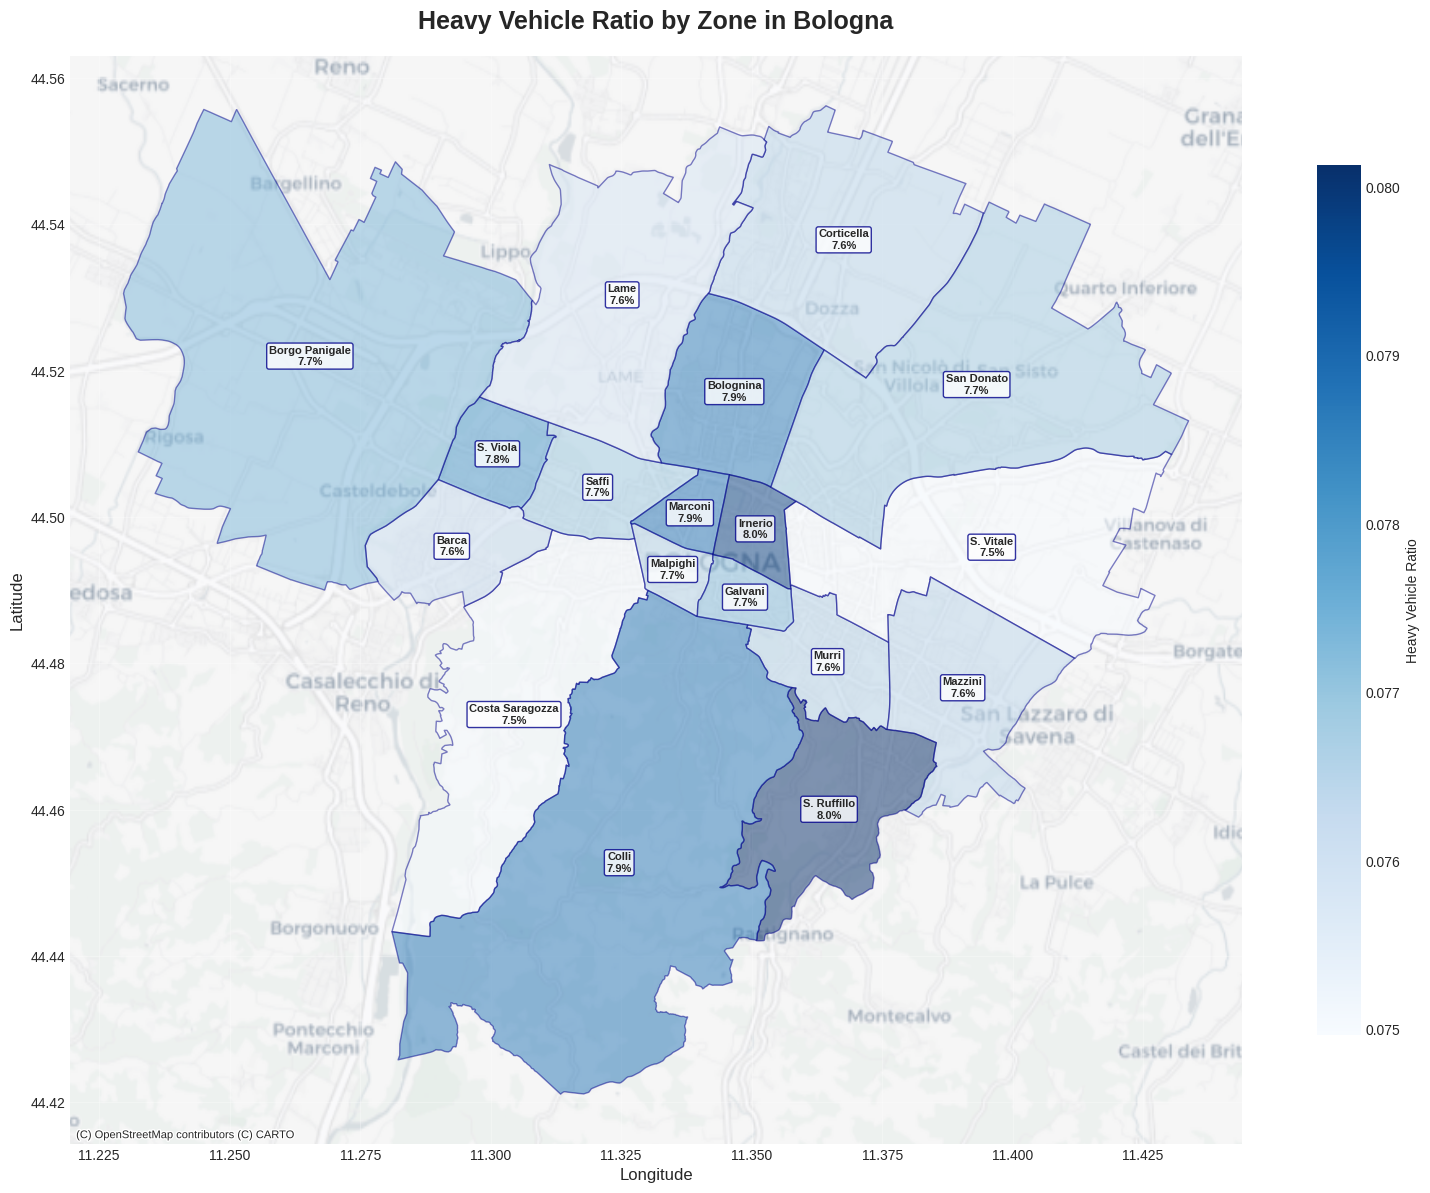 Heavy Vehicle Ratio by Zone in Bologna
44.56
44.54
44.52
44.50
44.48
44.46
44.44
44.42
Latitude
Reno
Sacerno
Grana
dell'E
Bargellino
Lippo
Corticella
7.6%
Lame
7.6%
Quarto Inferiore
Dozza
Borgo Panigale
7.7%
LAME
San Nicolò di
Villola
San Sisto
San Donato
7.7%
Bolognina
7.9%
Rigosa
S. Viola
7.8%
Saffi
7.7%
Casteldebole
Marconi
7.9%
Irnerio
8.0%
Villanova di
Castenaso
Barca
7.6%
S. Vitale
7.5%
BOLOGNA
Malpighi
7.7%
Galvani
7.7%
edosa
Murri
7.6%
Borgate
Casalecchio di
Reno
Mazzini
7.6%
Costa Saragozza
7.5%
San Lazzaro di
Savena
S. Ruffillo
8.0%
Idic
Colli
7.9%
La Pulce
Borgonuovo
Rastignano
Montecalvo
Pontecchio
Marconi
Castel dei Brit
(C) OpenStreetMap contributors (C) CARTO
11.225
11.250
11.275
11.300
11.325
11.350
11.375
11.400
11.425
Longitude
0.080
0.079
0.078
0.077
0.076
0.075
Heavy Vehicle Ratio